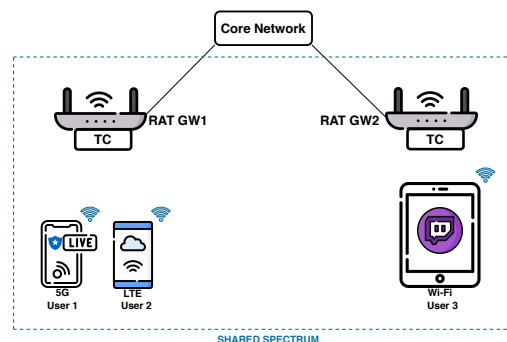 Core Network
RAT GW1
RAT GW2
TC
TC
LIVE
5G
User 1
LTE
User 2
Wi-Fi
User 3
SHARED SPECTRUM